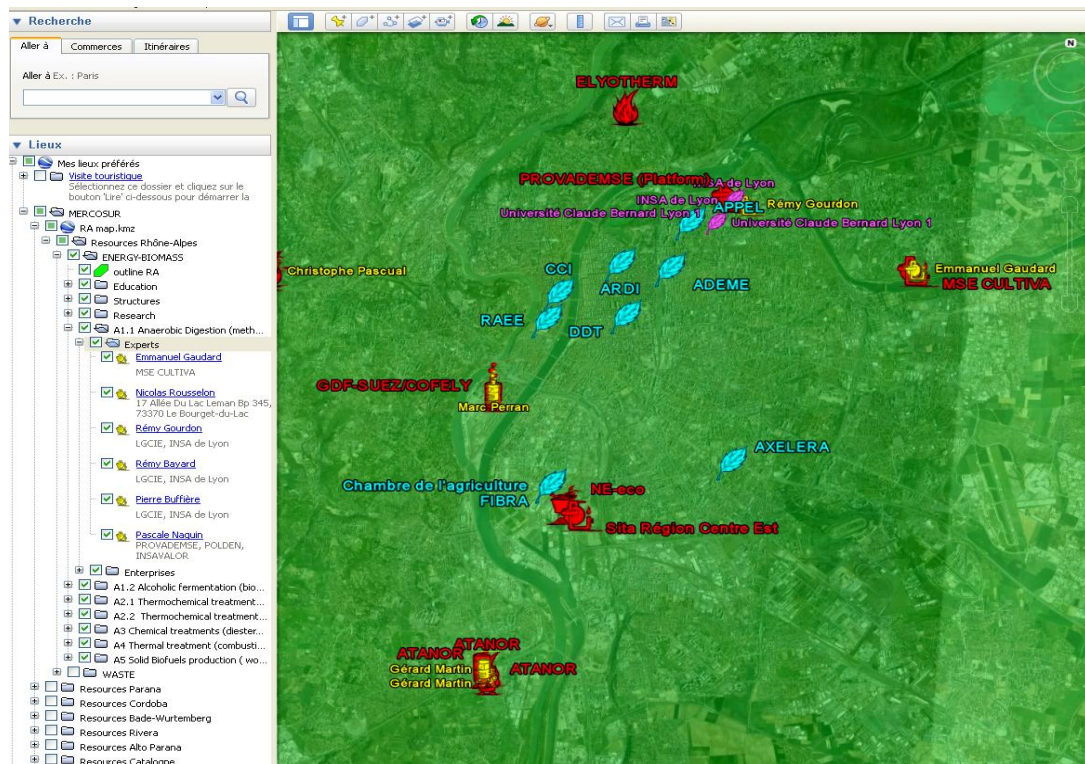 Recherche
Aller à
Commerces
Itinéraires
Aller à Ex. : Paris
Lieux
Mes lieux préférés
Visite touristique
Sélectionnez ce dossier et cliquez sur le
bouton 'Lire' ci-dessous pour démarrer la
MERCOSUR
RA map.kmz
Resources Rhône-Alpes
ENERGY-BIOMASS
outline RA
Education
Structures
Research
A1.1 Anaerobic Digestion (meth...
Experts
Emmanuel Gaudard
MSE CULTIVA
Nicolas Rousselon
17 Allée Du Lac Leman Bp 345,
73370 Le Bourget-du-Lac
Rémy Gourdon
LGCIE, INSA de Lyon
Rémy Bayard
LGCIE, INSA de Lyon
Pierre Buffière
LGCIE, INSA de Lyon
Pascale Naquin
PROVADEMSE, POLDEN,
INSAVALOR
Enterprises
A1.2 Alcoholic fermentation (bio...
A2.1 Thermochemical treatment...
A2.2 Thermochemical treatment...
A3 Chemical treatments (diester...
A4 Thermal treatment (combusti...
A5 Solid Biofuels production ( wo...
WASTE
Resources Parana
Resources Cordoba
Resources Bade-Wurtemberg
Resources Rivera
Resources Alto Parana
Resources Catalogne
N
ELYOTHERM
PROVADEMSE (Platform)
INSA de Lyon
INSA de Lyon
APPEL
Rémy Gourdon
Université Claude Bernard Lyon 1
Université Claude Bernard Lyon 1
Christophe Pascual
CCI
ARDI
ADEME
Emmanuel Gaudard
MSE CULTIVA
RAEE
DDT
GDF-SUEZ/COFELY
Marc Perran
AXELERA
Chambre de l'agriculture
FIBRA
NE-eco
Sita Région Centre Est
ATANOR
ATANOR
Gérard Martin
ATANOR
Gérard Martin